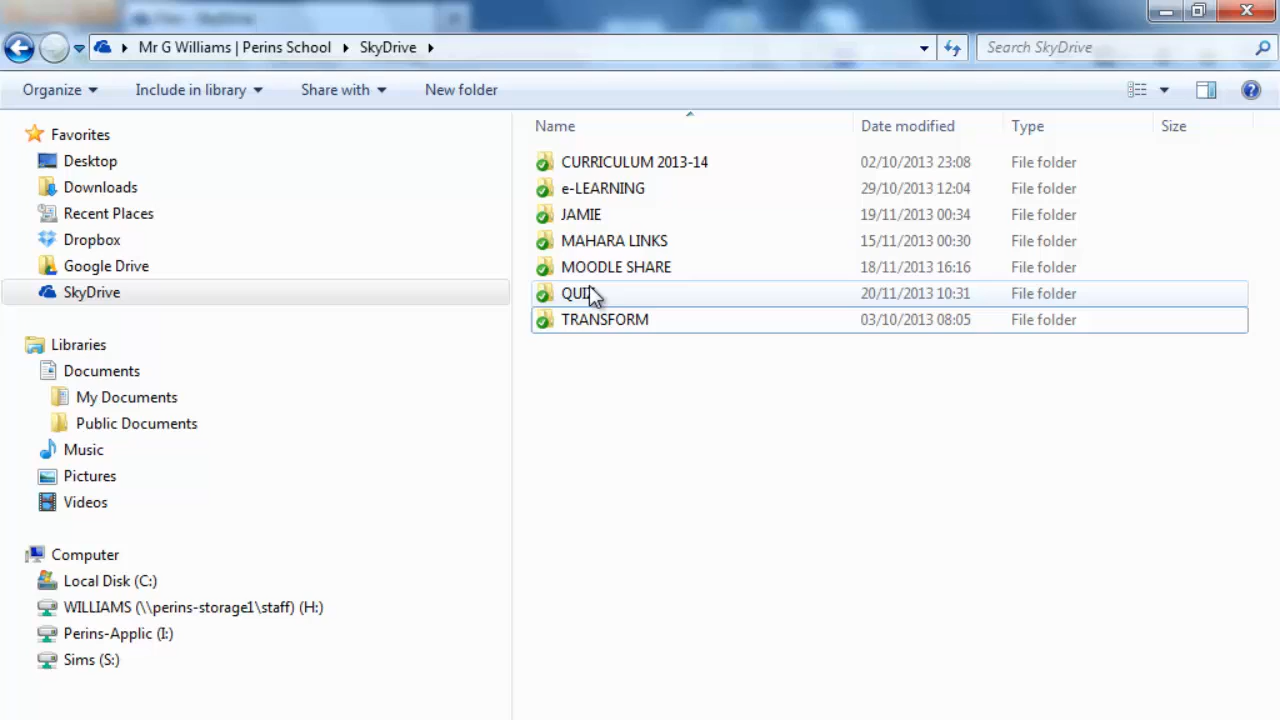 Mr G Williams | Perins School SkyDrive
Search SkyDrive
Organize Include in library Share with New folder
Favorites
Desktop
Downloads
Recent Places
Dropbox
Google Drive
SkyDrive
Libraries
Documents
My Documents
Public Documents
Music
Pictures
Videos
Computer
Local Disk (C:)
WILLIAMS (\\perins-storage1\staff) (H:)
Perins-Applic (I:)
Sims (S:)
Name Date modified Type Size
CURRICULUM 2013-14 02/10/2013 23:08 File folder
e-LEARNING 29/10/2013 12:04 File folder
JAMIE 19/11/2013 00:34 File folder
MAHARA LINKS 15/11/2013 00:30 File folder
MOODLE SHARE 18/11/2013 16:16 File folder
20/11/2013 10:31 File folder
TRANSFORM 03/10/2013 08:05 File folder